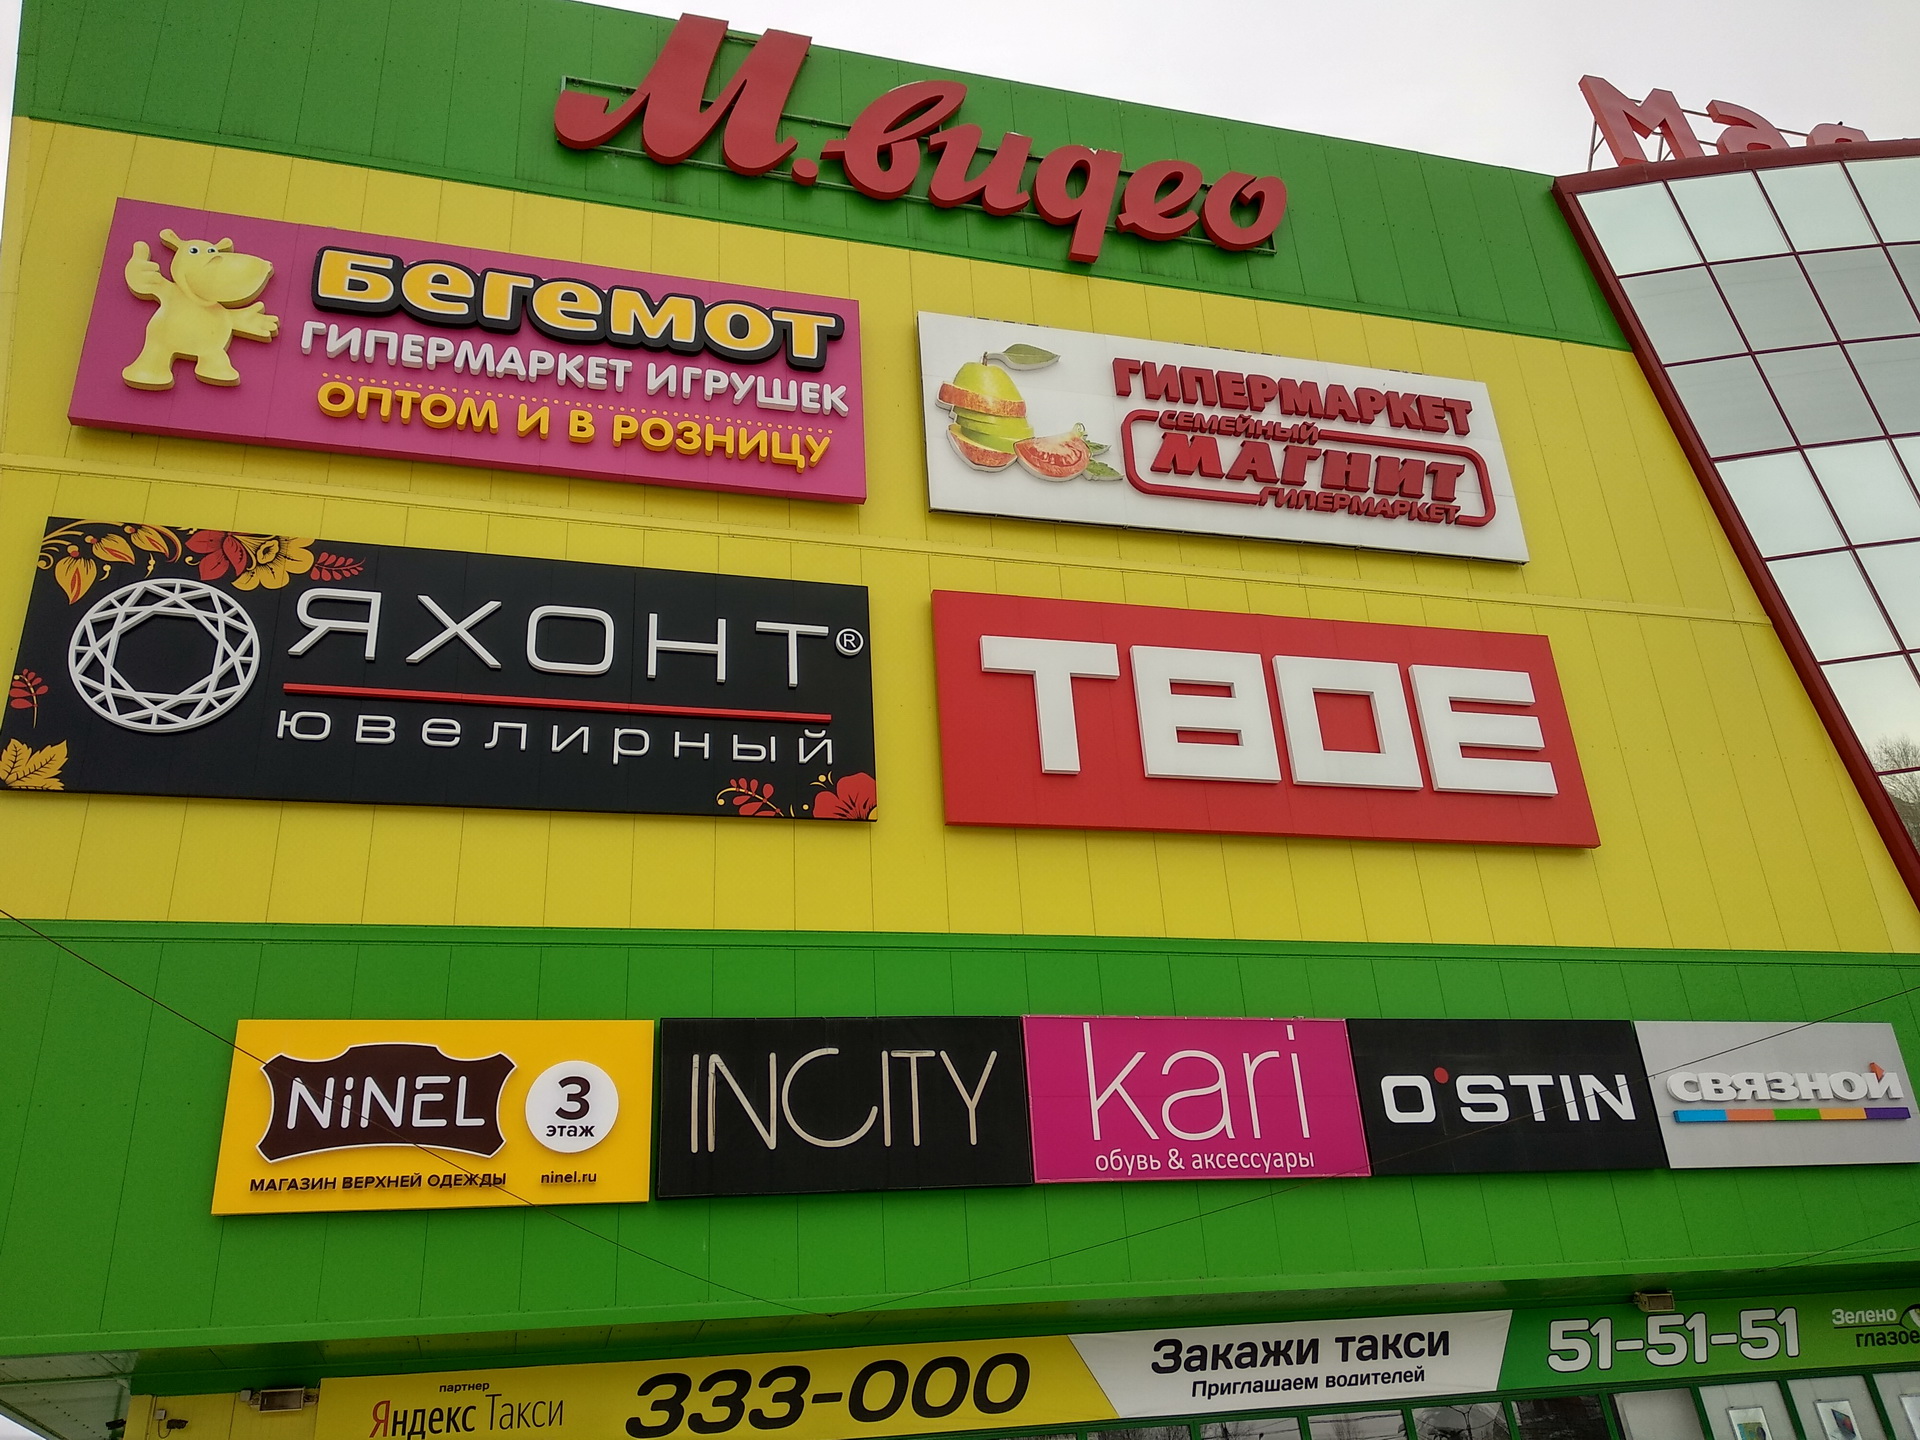 М.видео
Бегемот
ГИПЕРМАРКЕТ ИГРУШЕК
ОПТОМ И В РОЗНИЦУ
ГИПЕРМАРКЕТ
СЕМЕЙНЫЙ
МАГНИТ
ГИПЕРМАРКЕТ
ЯХОНТ®
ювелирный
ТВОЕ
NiNEL
3
этаж
МАГАЗИН ВЕРХНЕЙ ОДЕЖДЫ
ninel.ru
INCITY
kari
обувь & аксессуары
O'STIN
СВЯЗНОЙ
партнер
Яндекс Такси
333-000
Закажи такси
Приглашаем водителей
51-51-51
Зелено
глазое